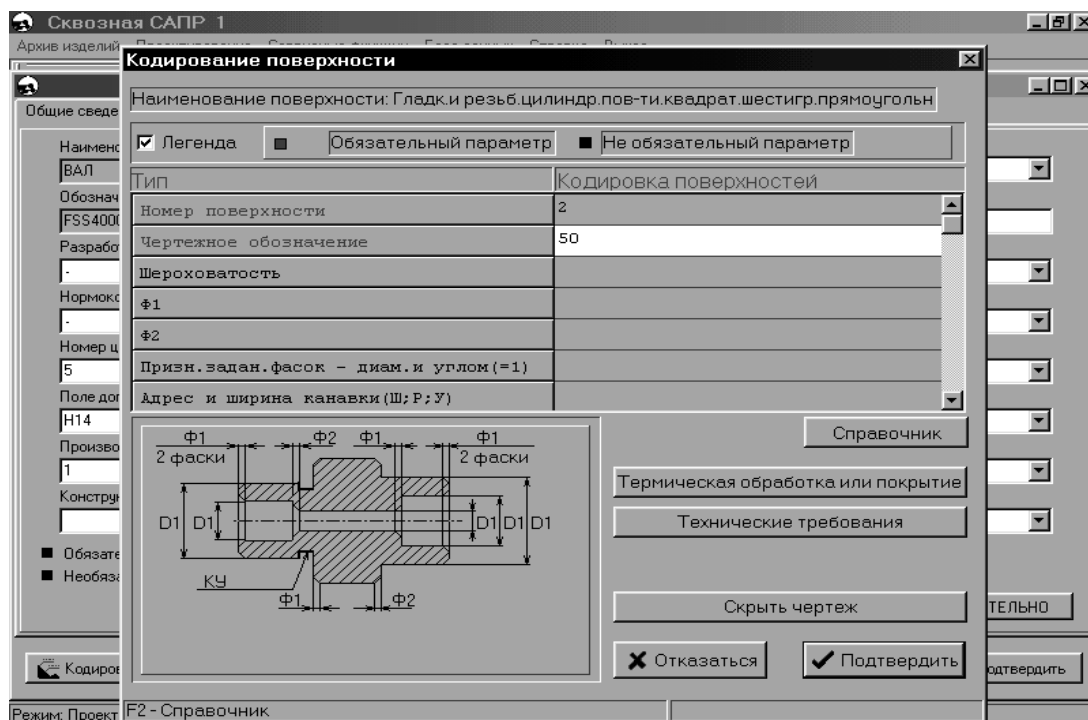 Сквозная САПР 1
Архив изделий
Кодирование поверхности
Наименование поверхности: Гладк.и резьб.цилиндр.пов-ти.квадрат.шестигр.прямоугольн
Общие сведе
Легенда
Обязательный параметр
Не обязательный параметр
Наимено
ВАЛ
Тип
Кодировка поверхностей
Обознач
FSS4000
Номер поверхности
2
Разрабо
-
Чертежное обозначение
50
Шероховатость
Нормоко
-
Ф1
Ф2
Номер ц
5
Призн.задан.фасок - диам.и углом(=1)
Поле доп
H14
Адрес и ширина канавки(Ш;Р;У)
Произво
1
Конструк
Обязате
Необяза
Ф1 Ф2 Ф1 Ф1
2 фаски 2 фаски
D1 D1 D1 D1 D1
КУ
Ф1 Ф2
Справочник
Термическая обработка или покрытие
Технические требования
Скрыть чертеж
ТЕЛЬНО
Кодиров
Отказаться
Подтвердить
одтвердить
Режим: Проект
F2 - Справочник